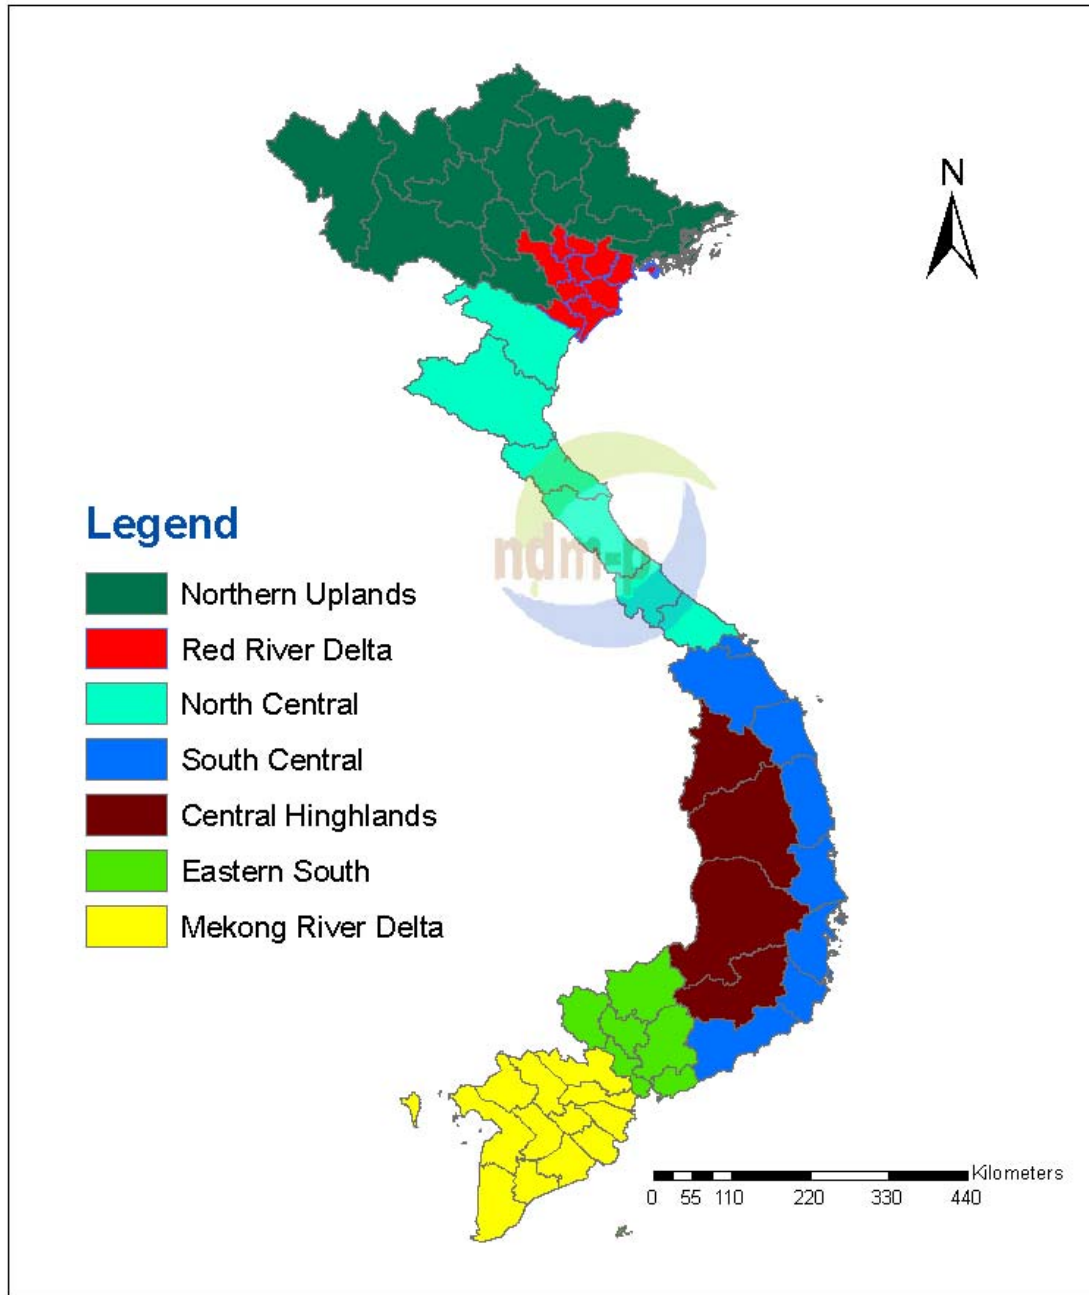 N
ndm-p
Legend
Northern Uplands
Red River Delta
North Central
South Central
Central Hinghlands
Eastern South
Mekong River Delta
Kilometers
0 55 110 220 330 440